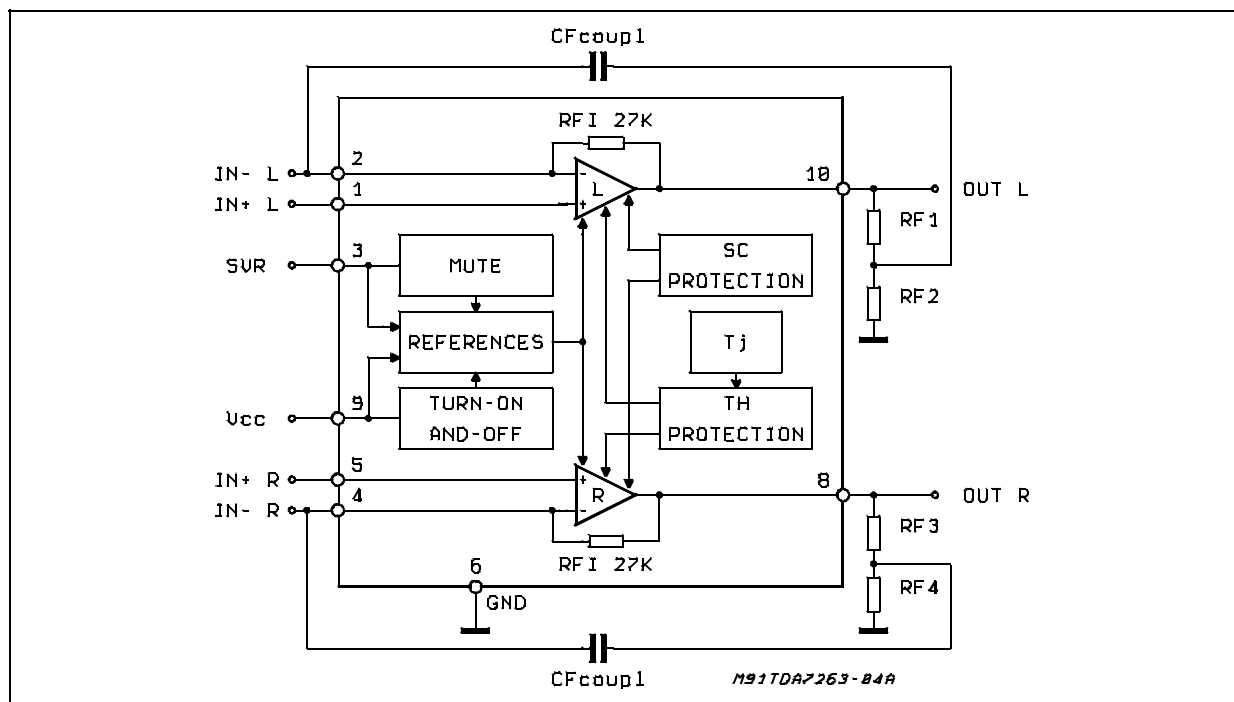 CFcoupl
RFI 27K
2
IN- L
- L
10
OUT L
1
IN+ L
+
RF1
3
SVR
MUTE
SC
PROTECTION
RF2
REFERENCES
Tj
9
Vcc
TURN-ON
AND-OFF
TH
PROTECTION
5
IN+ R
+ R
8
OUT R
4
IN- R
-
RF3
RFI 27K
6
GND
RF4
CFcoupl
M91TDA7263-04A